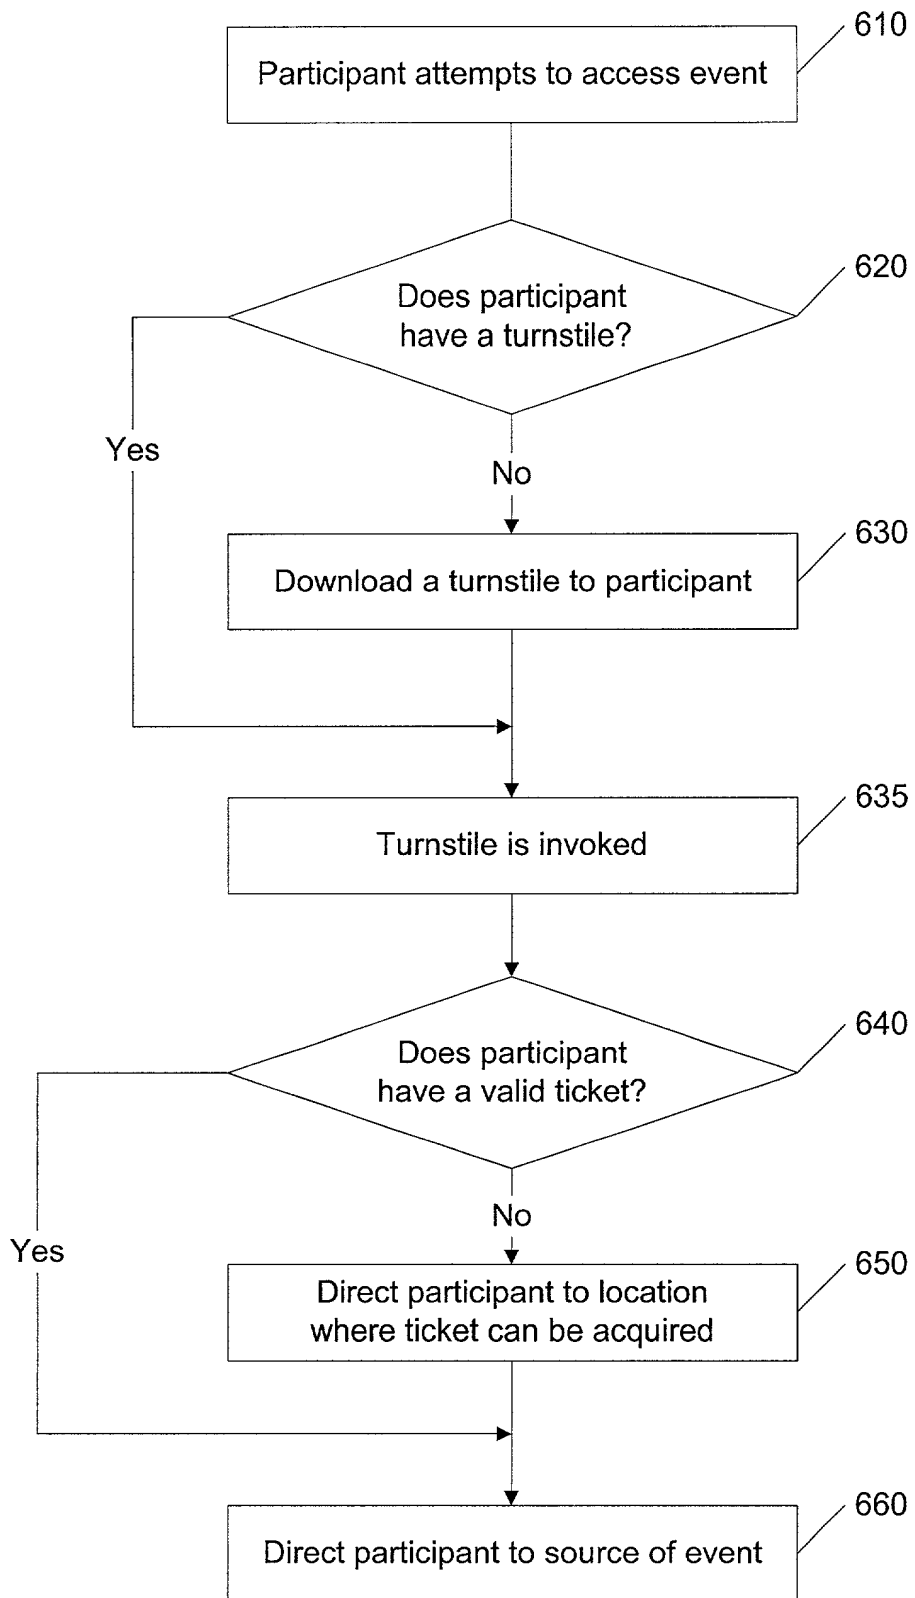 610
Participant attempts to access event
620
Does participant
have a turnstile?
Yes
No
630
Download a turnstile to participant
635
Turnstile is invoked
640
Does participant
have a valid ticket?
No
Yes
650
Direct participant to location
where ticket can be acquired
660
Direct participant to source of event